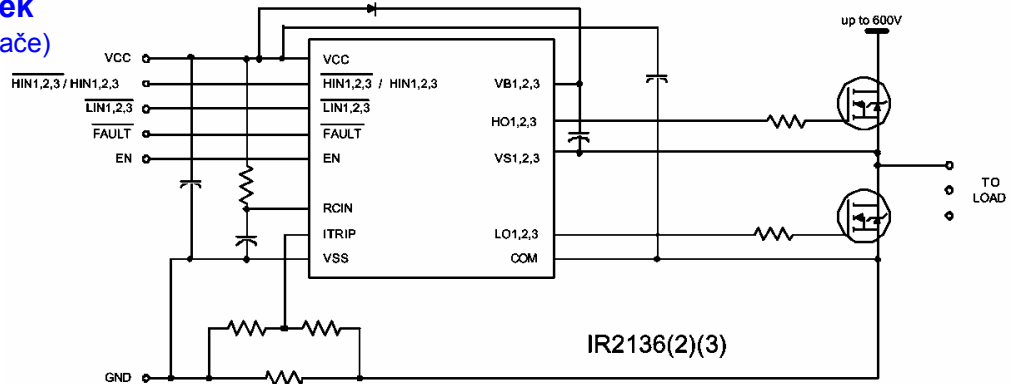 ek
ače)
up to 600V
VCC
HIN1,2,3 / HIN1,2,3
LIN1,2,3
FAULT
EN
GND
VCC
HIN1,2,3 / HIN1,2,3
LIN1,2,3
FAULT
EN
RCIN
ITRIP
VSS
VB1,2,3
HO1,2,3
VS1,2,3
LO1,2,3
COM
TO
LOAD
IR2136(2)(3)